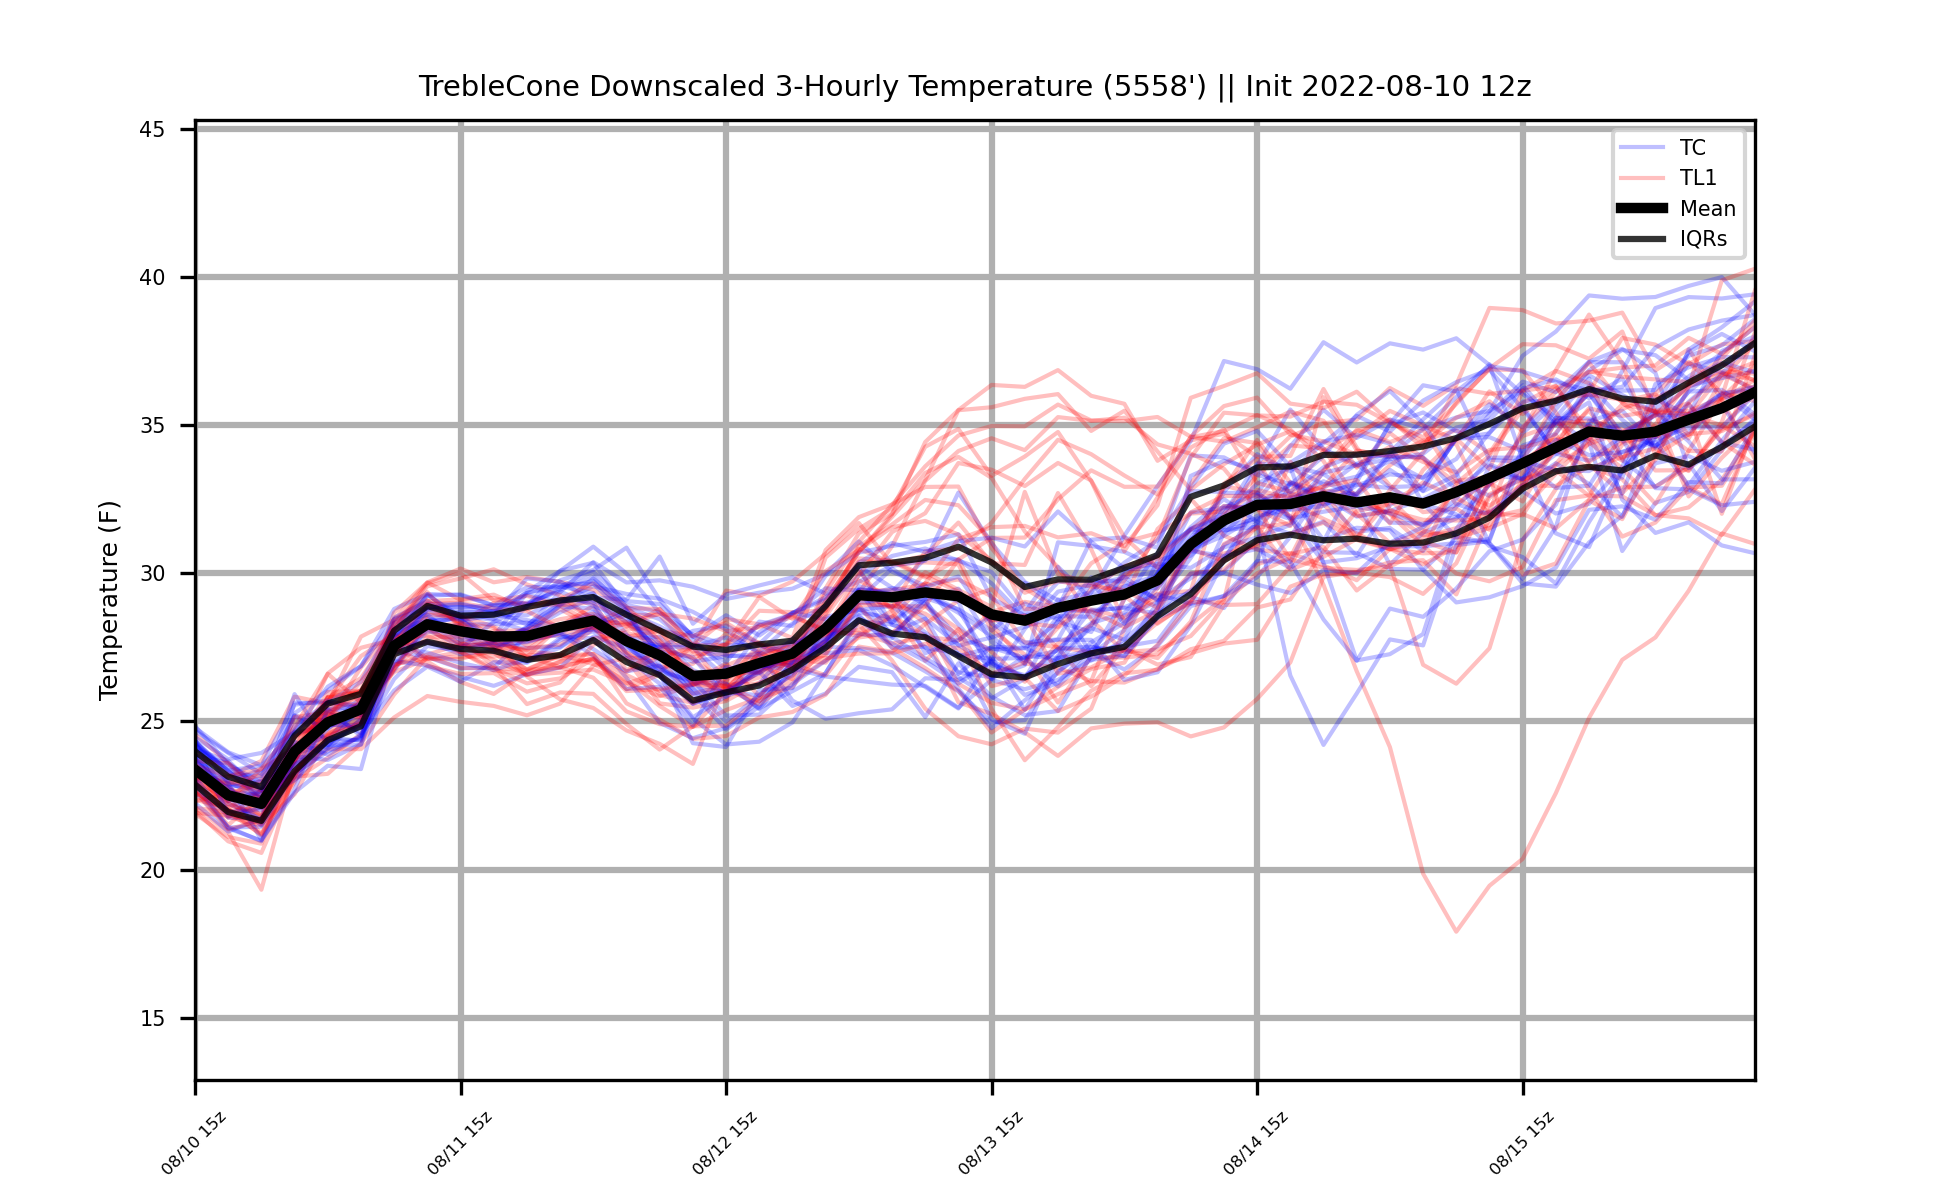 TrebleCone Downscaled 3-Hourly Temperature (5558') || Init 2022-08-10 12z
TC
TL1
Mean
IQRs
Temperature (F)
45
40
35
30
25
20
15
08/10 15z
08/11 15z
08/12 15z
08/13 15z
08/14 15z
08/15 15z